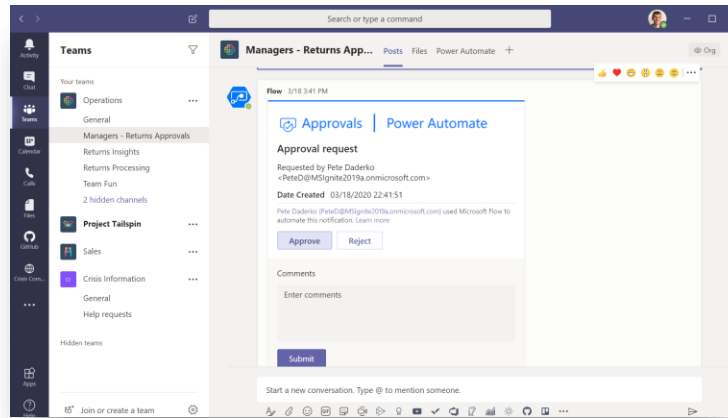 Search or type a command
Activity
Chat
Teams
Calendar
Calls
Files
GitHub
Crisis Com...
Apps
Help
Teams
Your teams
Operations
General
Managers - Returns Approvals
Returns Insights
Returns Processing
Team Fun
2 hidden channels
Project Tailspin
Sales
Crisis Information
General
Help requests
Hidden teams
Join or create a team
Managers - Returns App... Posts Files Power Automate
Org
Flow 3/18 3:41 PM
Approvals | Power Automate
Approval request
Requested by Pete Daderko
<PeteD@MSIgnite2019a.onmicrosoft.com>
Date Created 03/18/2020 22:41:51
Pete Daderko (PeteD@MSIgnite2019a.onmicrosoft.com) used Microsoft Flow to
automate this notification. Learn more
Approve Reject
Comments
Enter comments
Submit
Start a new conversation. Type @ to mention someone.